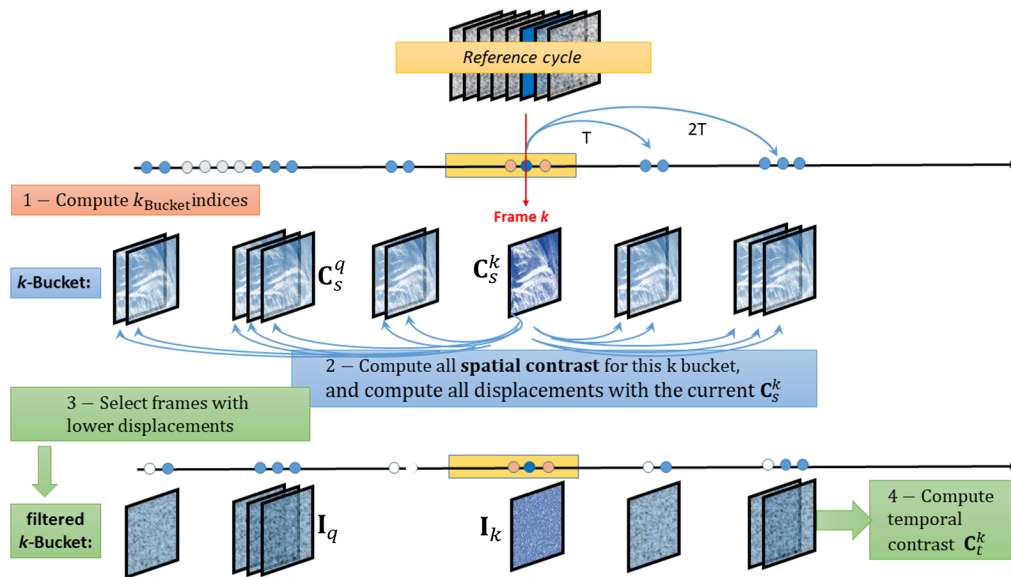 Reference cycle
T
2T
1 − Compute k_Bucket indices
Frame k
k-Bucket:
C_s^q
C_s^k
2 − Compute all spatial contrast for this k bucket,
and compute all displacements with the current C_s^k
3 − Select frames with
lower displacements
filtered
k-Bucket:
I_q
I_k
4 − Compute
temporal
contrast C_t^k